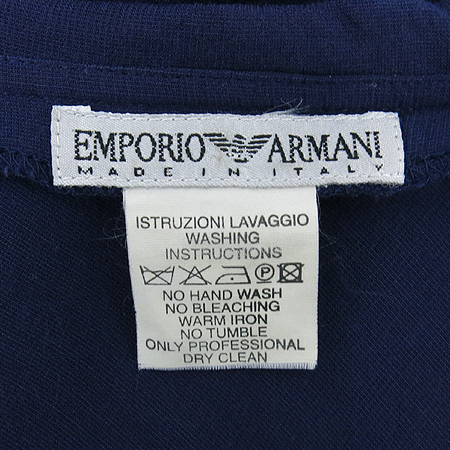 EMPORIO ARMANI
MADE IN ITALY
ISTRUZIONI LAVAGGIO
WASHING
INSTRUCTIONS
P
NO HAND WASH
NO BLEACHING
WARM IRON
NO TUMBLE
ONLY PROFESSIONAL
DRY CLEAN